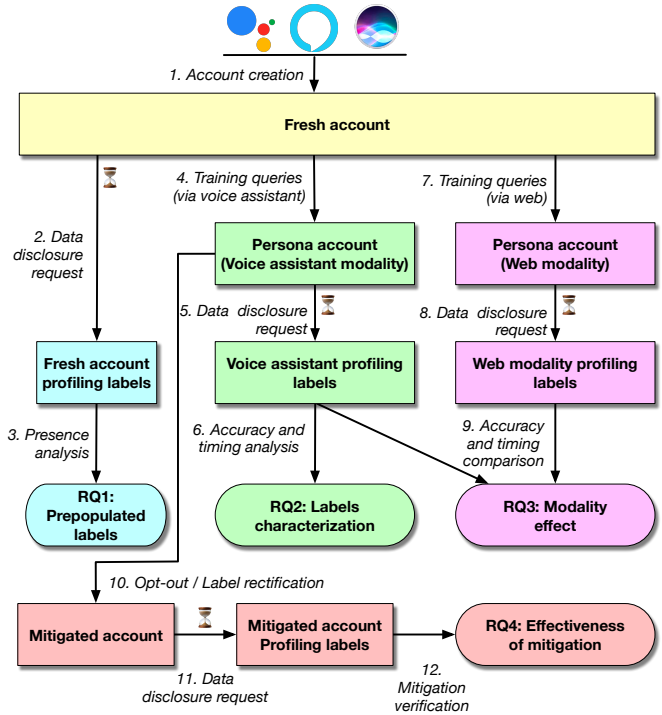 1. Account creation
Fresh account
4. Training queries
(via voice assistant)
7. Training queries
(via web)
2. Data
disclosure
request
Persona account
(Voice assistant modality)
Persona account
(Web modality)
5. Data  disclosure
request
8. Data  disclosure
request
Fresh account
profiling labels
Voice assistant profiling
labels
Web modality profiling
labels
3. Presence
analysis
6. Accuracy and
timing analysis
9. Accuracy
and timing
comparison
RQ1:
Prepopulated
labels
RQ2: Labels
characterization
RQ3: Modality
effect
10. Opt-out / Label rectification
Mitigated account
Mitigated account
Profiling labels
RQ4: Effectiveness
of mitigation
11. Data
disclosure request
12.
Mitigation
verification